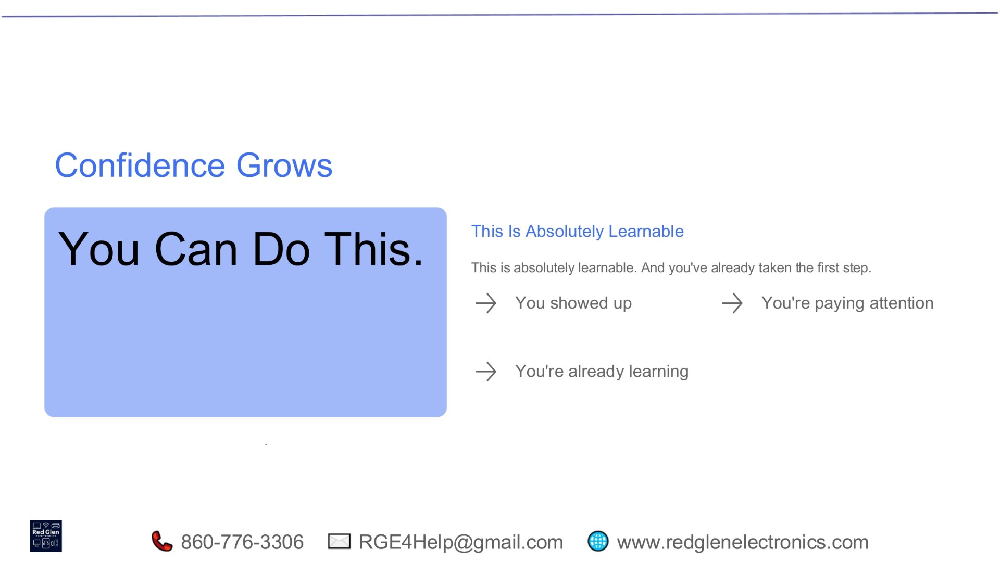 Confidence Grows
You Can Do This.
This Is Absolutely Learnable
This is absolutely learnable. And you've already taken the first step.
You showed up
You're paying attention
You're already learning
.
Red Glen
ELECTRONICS
860-776-3306
RGE4Help@gmail.com
www.redglenelectronics.com